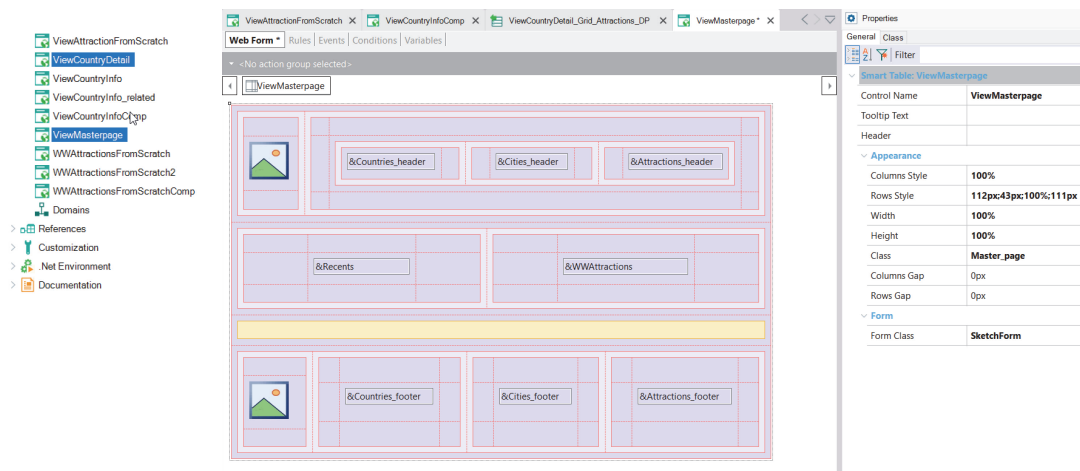 ViewAttractionFromScratch
ViewCountryDetail
ViewCountryInfo
ViewCountryInfo_related
ViewCountryInfoComp
ViewMasterpage
WWAttractionsFromScratch
WWAttractionsFromScratch2
WWAttractionsFromScratchComp
Domains
References
Customization
.Net Environment
Documentation
ViewAttractionFromScratch X ViewCountryInfoComp X ViewCountryDetail_Grid_Attractions_DP X ViewMasterpage* X
Web Form * Rules Events Conditions Variables
<No action group selected>
ViewMasterpage
&Countries_header &Cities_header &Attractions_header
&Recents &WWAttractions
&Countries_footer &Cities_footer &Attractions_footer
Properties
General Class
Filter
Smart Table: ViewMasterpage
Control Name ViewMasterpage
Tooltip Text
Header
Appearance
Columns Style 100%
Rows Style 112px;43px;100%;111px
Width 100%
Height 100%
Class Master_page
Columns Gap 0px
Rows Gap 0px
Form
Form Class SketchForm